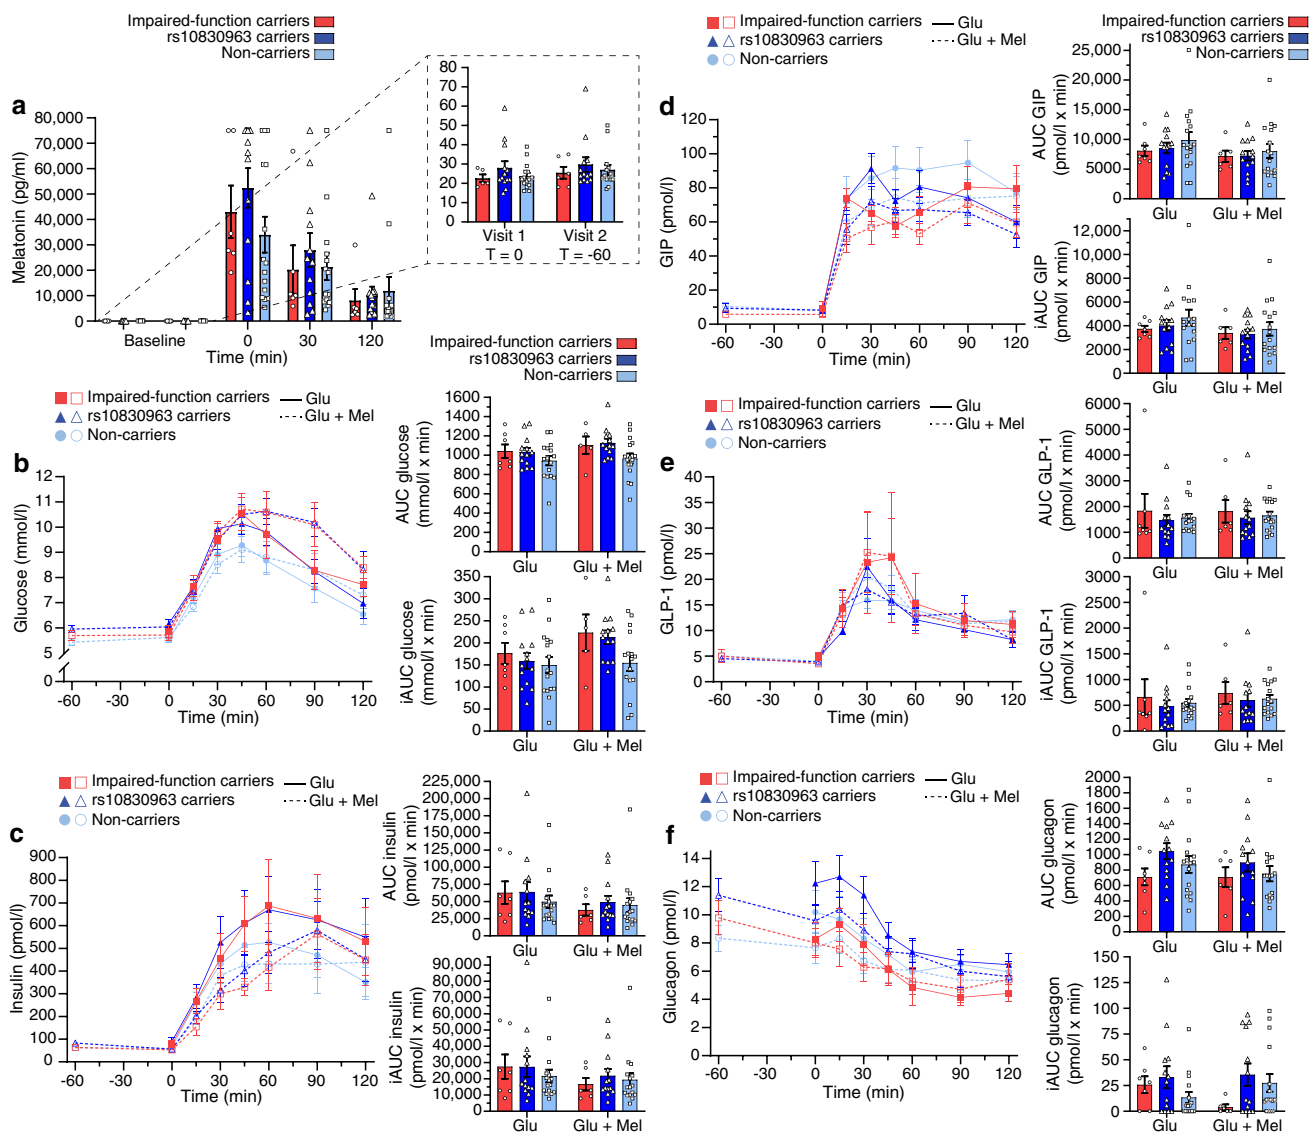 Impaired-function carriers
rs10830963 carriers
Non-carriers
a
Melatonin (pg/ml)
80,000
70,000
60,000
50,000
40,000
30,000
20,000
10,000
0
Baseline
0
30
120
Time (min)
80
70
60
50
40
30
20
10
0
Visit 1
T = 0
Visit 2
T = -60
Impaired-function carriers
rs10830963 carriers
Non-carriers
Impaired-function carriers
rs10830963 carriers
Non-carriers
Glu
Glu + Mel
b
Glucose (mmol/l)
12
11
10
9
8
7
6
5
0
-60
-30
0
30
60
90
120
Time (min)
AUC glucose
(mmol/l x min)
1600
1400
1200
1000
800
600
400
200
0
iAUC glucose
(mmol/l x min)
350
300
250
200
150
100
50
0
Glu
Glu + Mel
Impaired-function carriers
rs10830963 carriers
Non-carriers
Glu
Glu + Mel
c
Insulin (pmol/l)
900
800
700
600
500
400
300
200
100
0
-60
-30
0
30
60
90
120
Time (min)
AUC insulin
(pmol/l x min)
225,000
200,000
175,000
150,000
125,000
100,000
75,000
50,000
25,000
0
iAUC insulin
(pmol/l x min)
90,000
80,000
70,000
60,000
50,000
40,000
30,000
20,000
10,000
0
Glu
Glu + Mel
Impaired-function carriers
rs10830963 carriers
Non-carriers
Glu
Glu + Mel
d
GIP (pmol/l)
120
100
80
60
40
20
0
-60
-30
0
30
60
90
120
Time (min)
Impaired-function carriers
rs10830963 carriers
Non-carriers
AUC GIP
(pmol/l x min)
25,000
20,000
15,000
10,000
5000
0
Glu
Glu + Mel
iAUC GIP
(pmol/l x min)
12,000
10,000
8000
6000
4000
2000
0
Glu
Glu + Mel
Impaired-function carriers
rs10830963 carriers
Non-carriers
Glu
Glu + Mel
e
GLP-1 (pmol/l)
40
35
30
25
20
15
10
5
0
-60
-30
0
30
60
90
120
Time (min)
AUC GLP-1
(pmol/l x min)
6000
5000
4000
3000
2000
1000
0
iAUC GLP-1
(pmol/l x min)
3000
2500
2000
1500
1000
500
0
Glu
Glu + Mel
Impaired-function carriers
rs10830963 carriers
Non-carriers
Glu
Glu + Mel
f
Glucagon (pmol/l)
14
12
10
8
6
4
2
0
-60
-30
0
30
60
90
120
Time (min)
AUC glucagon
(pmol/l x min)
2000
1800
1600
1400
1200
1000
800
600
400
200
0
Glu
Glu + Mel
iAUC glucagon
(pmol/l x min)
150
125
100
75
50
25
0
Glu
Glu + Mel